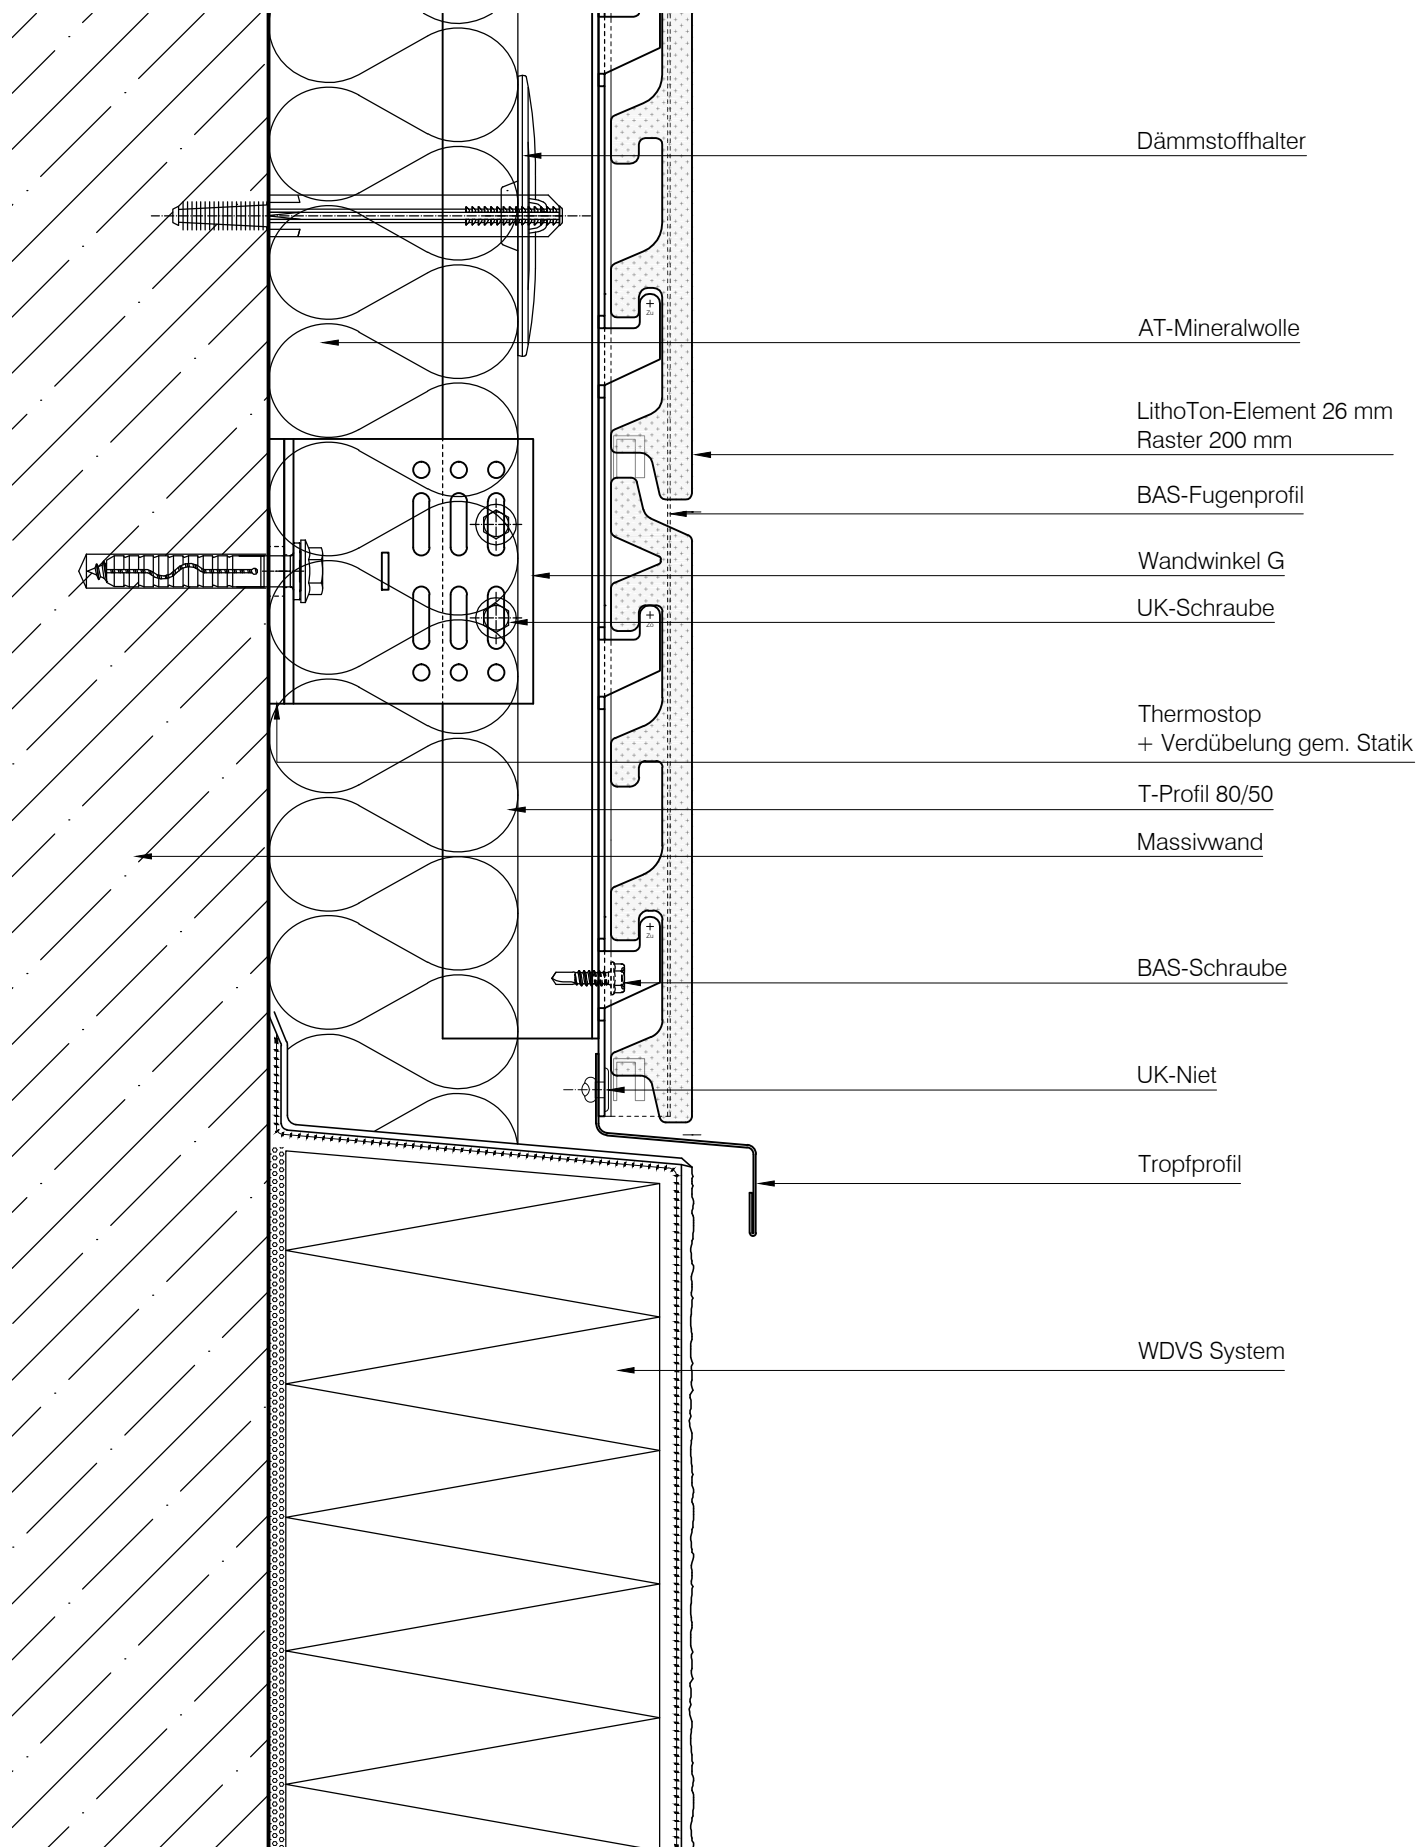 Dämmstoffhalter
AT-Mineralwolle
LithoTon-Element 26 mm
Raster 200 mm
BAS-Fugenprofil
Wandwinkel G
UK-Schraube
Thermostop
+ Verdübelung gem. Statik
T-Profil 80/50
Massivwand
BAS-Schraube
UK-Niet
Tropfprofil
WDVS System